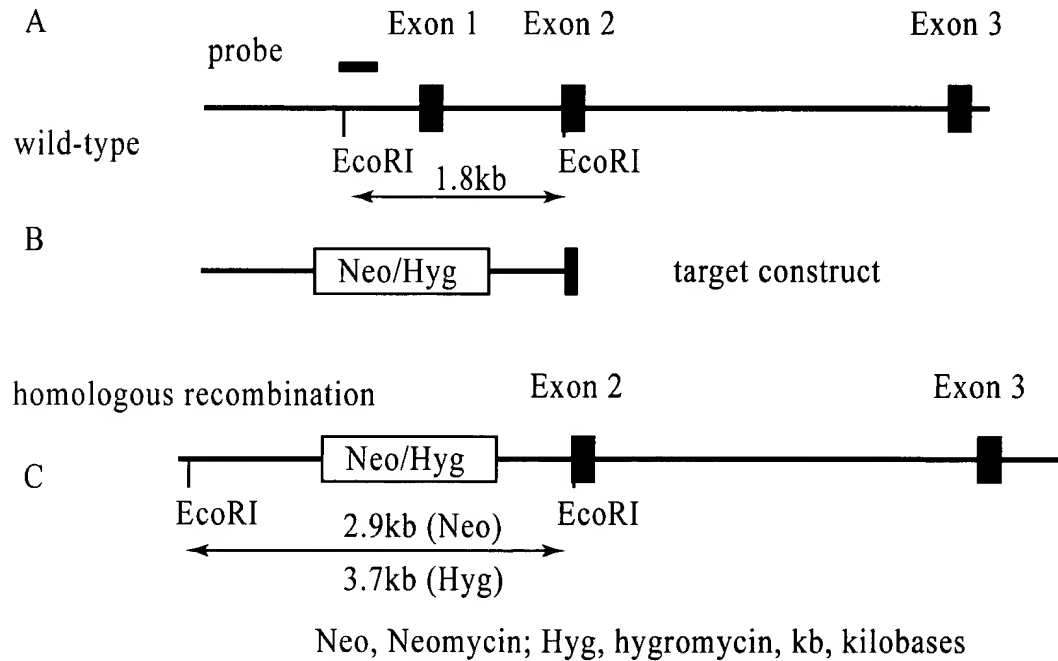 A
Exon 1 Exon 2 Exon 3
probe
wild-type
EcoRI EcoRI
1.8kb
B
Neo/Hyg target construct
homologous recombination
Exon 2 Exon 3
C
Neo/Hyg
EcoRI EcoRI
2.9kb (Neo)
3.7kb (Hyg)
Neo, Neomycin; Hyg, hygromycin, kb, kilobases